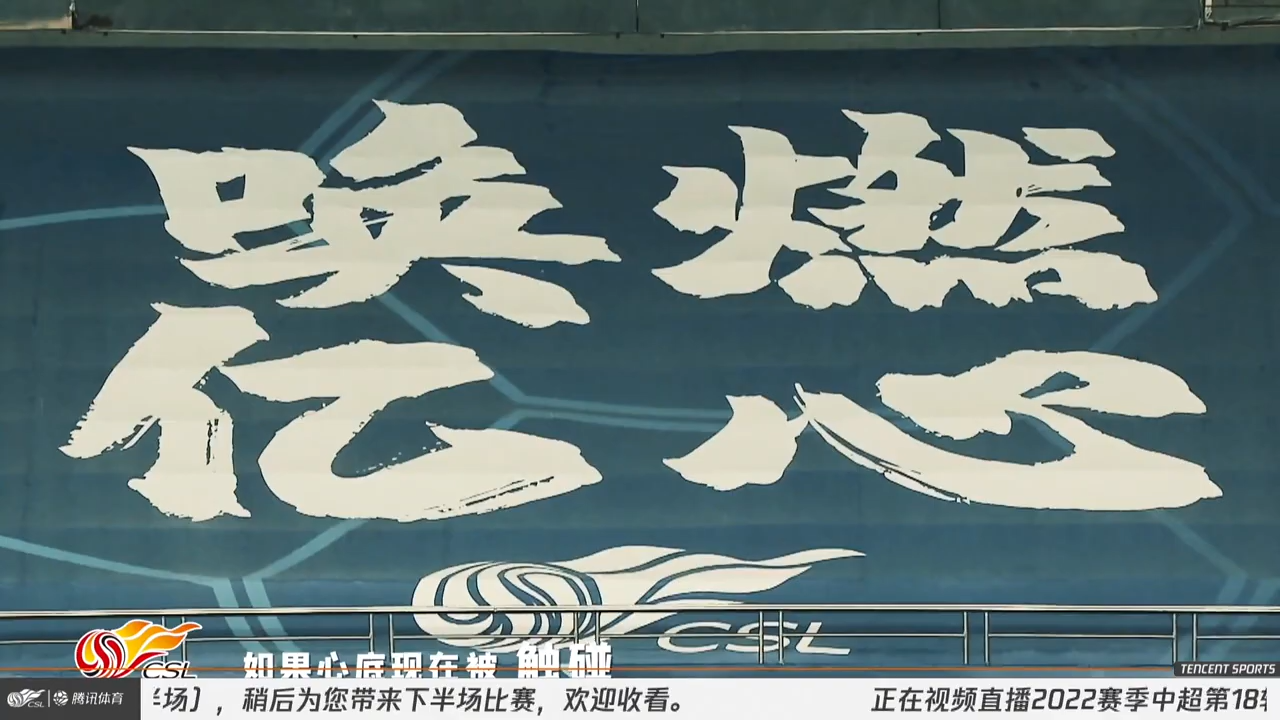 唤燃
亿心
CSL
CSL
如果心底现在被 触碰
TENCENT SPORTS
CSL 腾讯体育 场〕，稍后为您带来下半场比赛，欢迎收看。 正在视频直播2022赛季中超第18